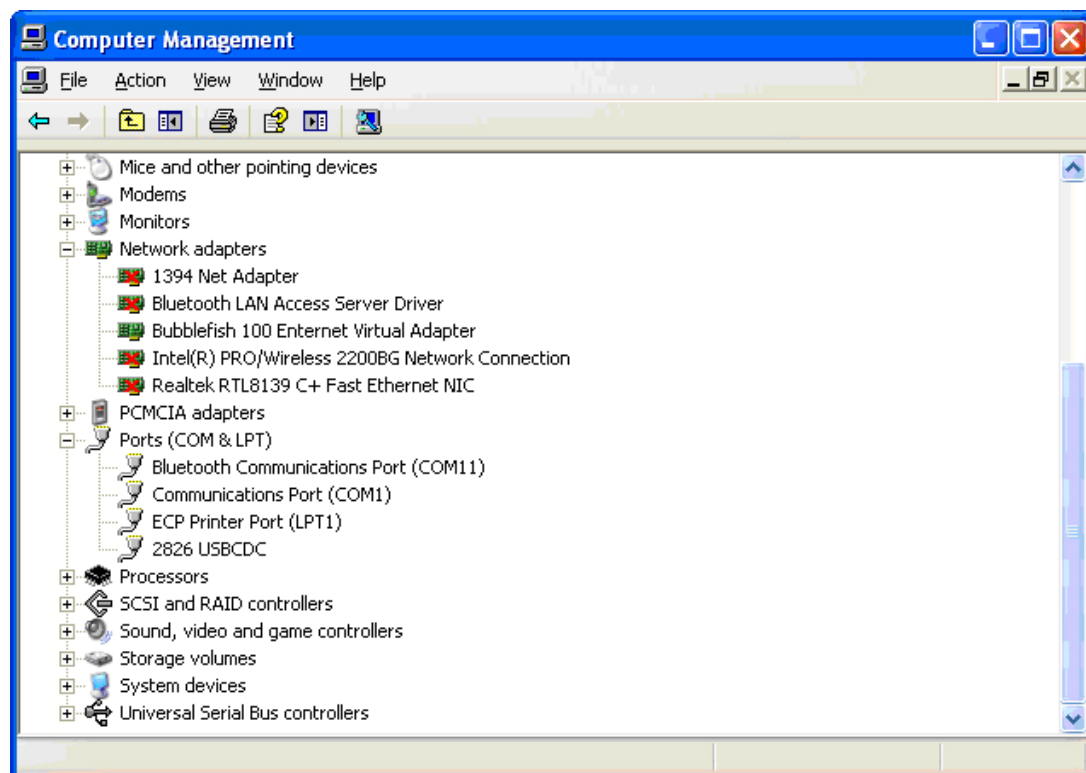 Computer Management
File Action View Window Help
Mice and other pointing devices
Modems
Monitors
Network adapters
1394 Net Adapter
Bluetooth LAN Access Server Driver
Bubblefish 100 Enternet Virtual Adapter
Intel(R) PRO/Wireless 2200BG Network Connection
Realtek RTL8139 C+ Fast Ethernet NIC
PCMCIA adapters
Ports (COM & LPT)
Bluetooth Communications Port (COM11)
Communications Port (COM1)
ECP Printer Port (LPT1)
2826 USBCDC
Processors
SCSI and RAID controllers
Sound, video and game controllers
Storage volumes
System devices
Universal Serial Bus controllers